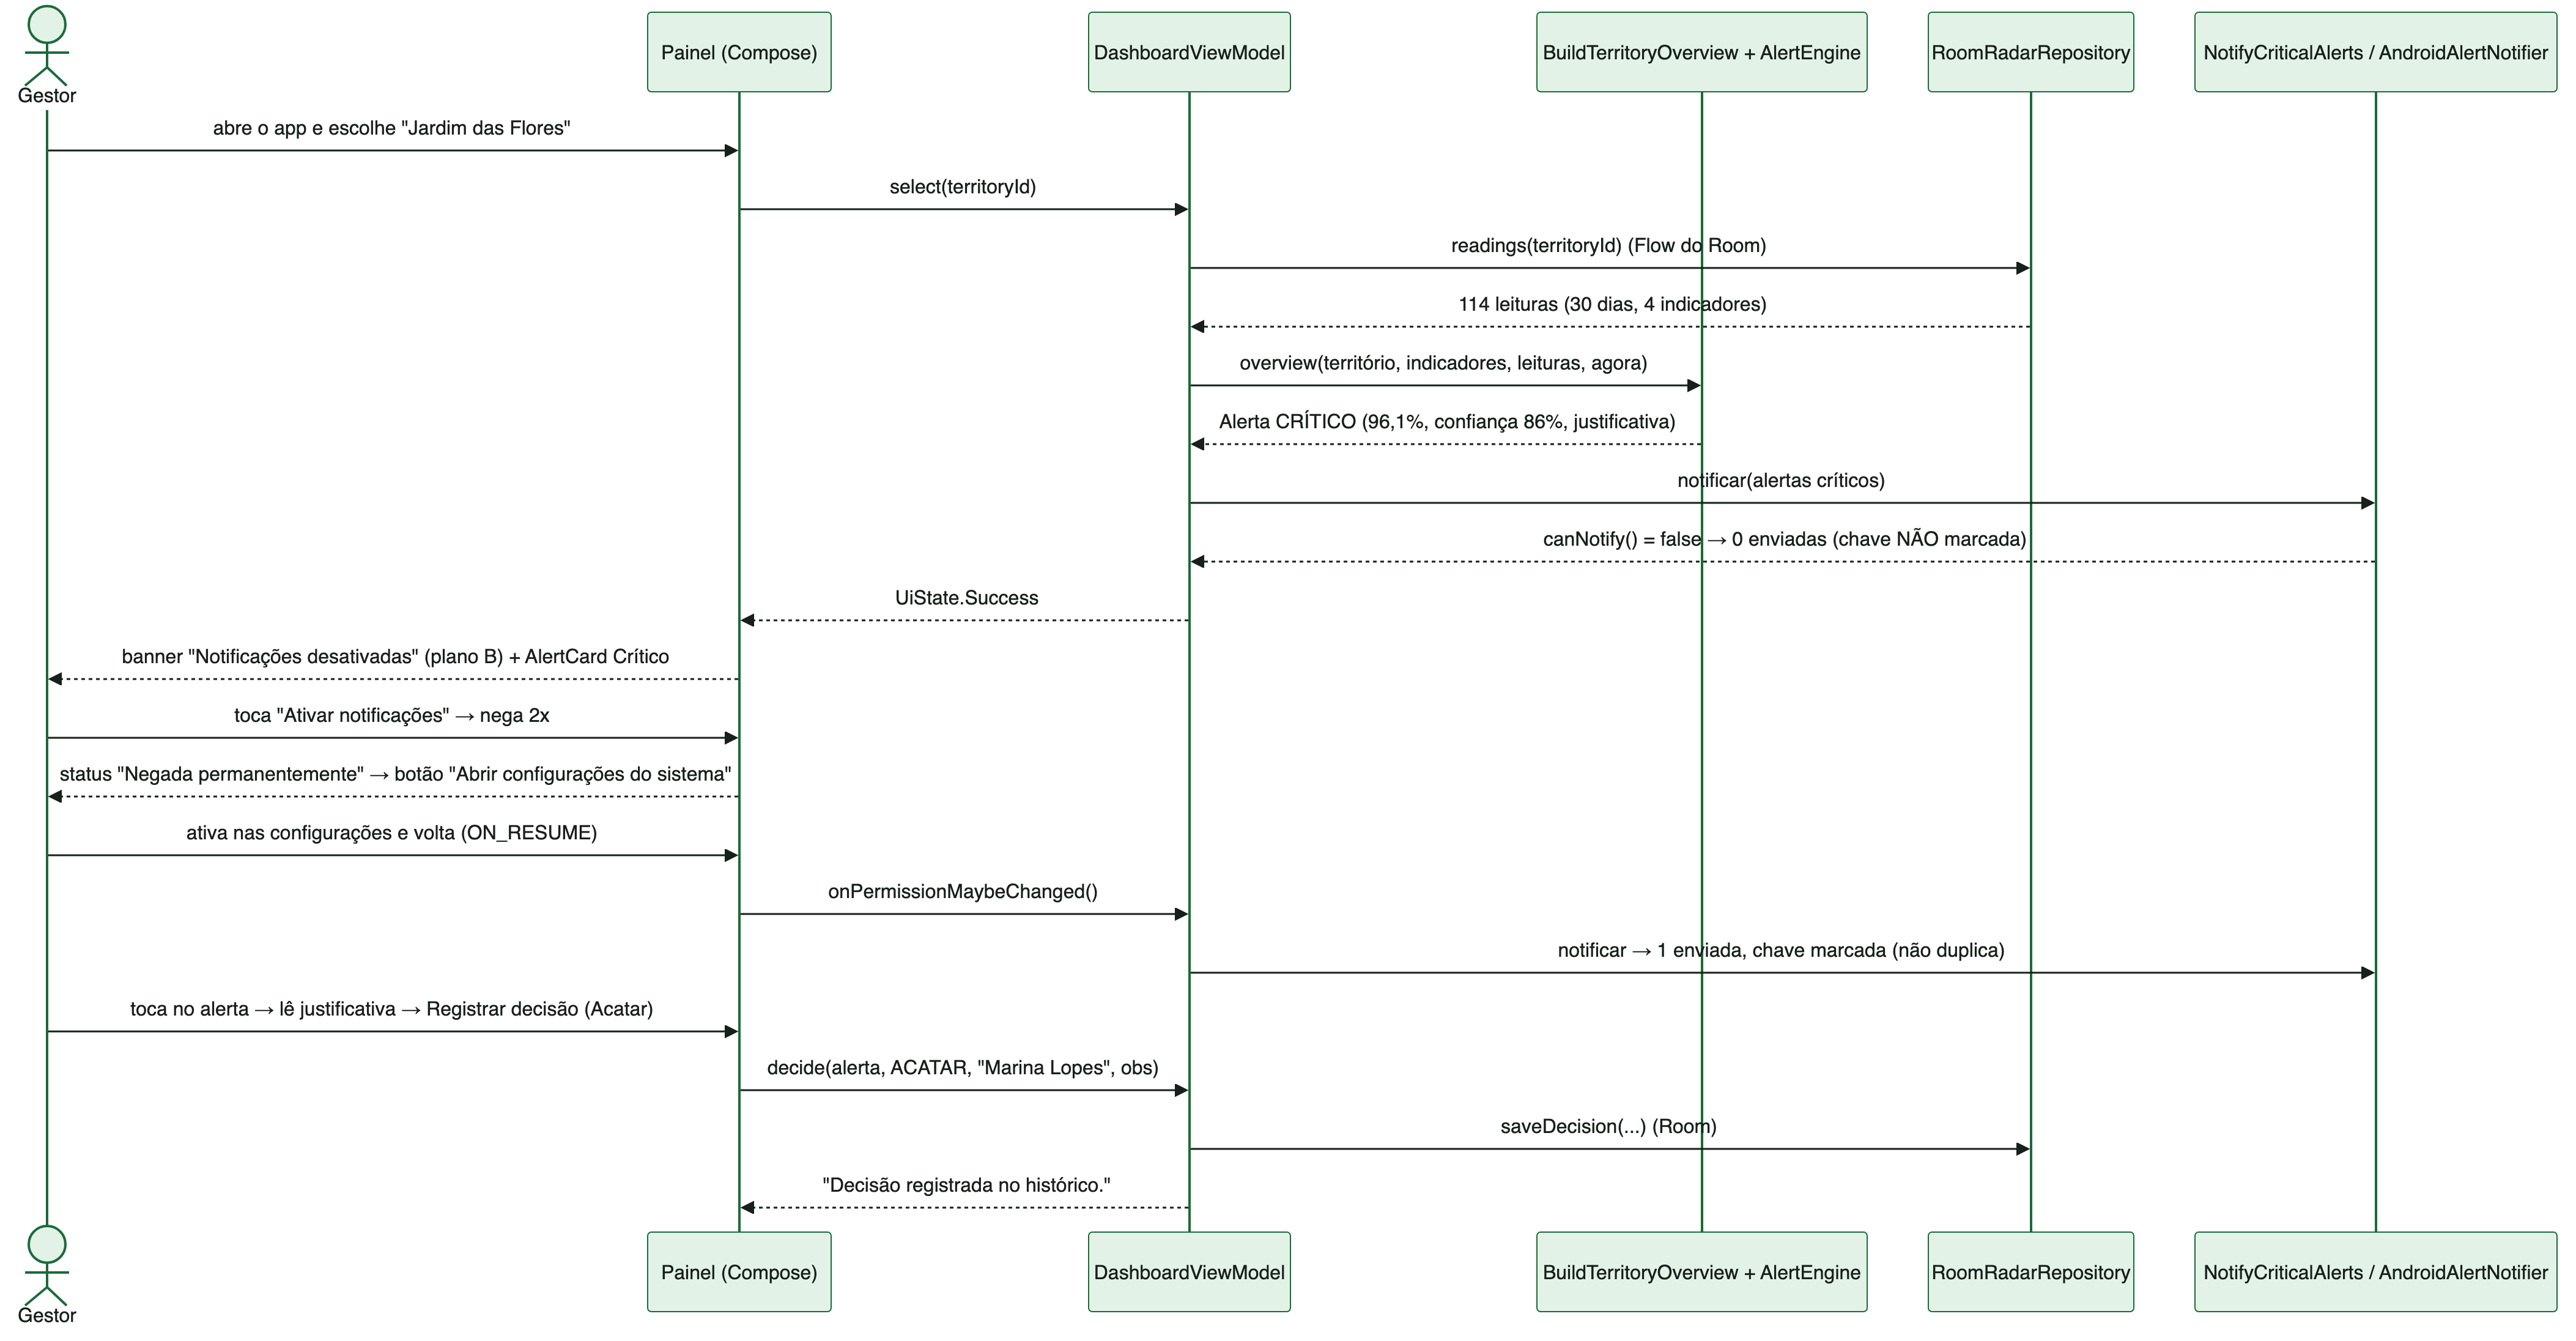 Gestor
Painel (Compose)
DashboardViewModel
BuildTerritoryOverview + AlertEngine
RoomRadarRepository
NotifyCriticalAlerts / AndroidAlertNotifier
abre o app e escolhe "Jardim das Flores"
select(territoryId)
readings(territoryId) (Flow do Room)
114 leituras (30 dias, 4 indicadores)
overview(território, indicadores, leituras, agora)
Alerta CRÍTICO (96,1%, confiança 86%, justificativa)
notificar(alertas críticos)
canNotify() = false → 0 enviadas (chave NÃO marcada)
UiState.Success
banner "Notificações desativadas" (plano B) + AlertCard Crítico
toca "Ativar notificações" → nega 2x
status "Negada permanentemente" → botão "Abrir configurações do sistema"
ativa nas configurações e volta (ON_RESUME)
onPermissionMaybeChanged()
notificar → 1 enviada, chave marcada (não duplica)
toca no alerta → lê justificativa → Registrar decisão (Acatar)
decide(alerta, ACATAR, "Marina Lopes", obs)
saveDecision(...) (Room)
"Decisão registrada no histórico."
Gestor
Painel (Compose)
DashboardViewModel
BuildTerritoryOverview + AlertEngine
RoomRadarRepository
NotifyCriticalAlerts / AndroidAlertNotifier